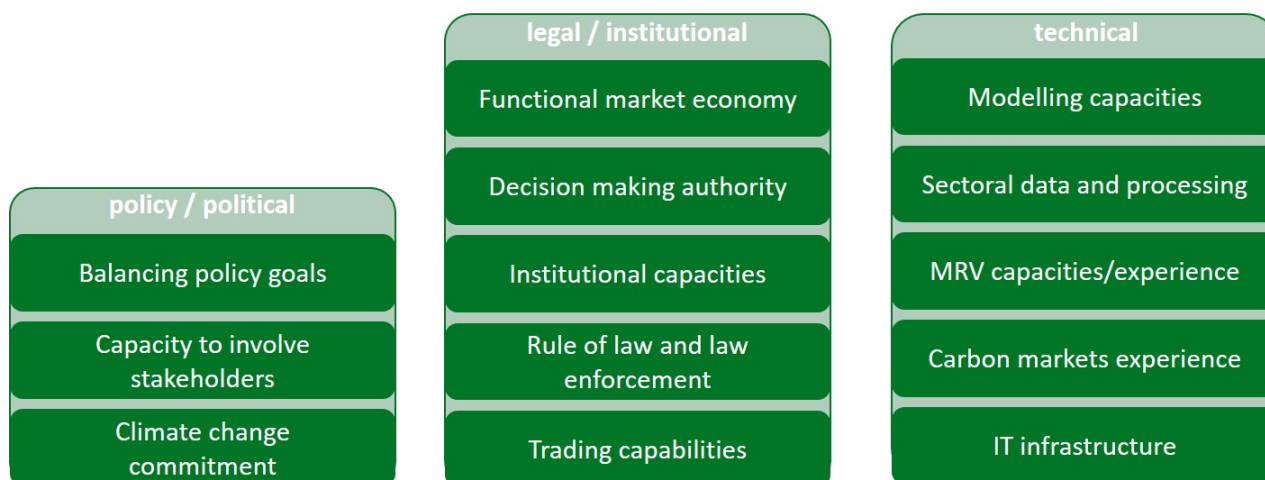 policy / political
Balancing policy goals
Capacity to involve
stakeholders
Climate change
commitment
legal / institutional
Functional market economy
Decision making authority
Institutional capacities
Rule of law and law
enforcement
Trading capabilities
technical
Modelling capacities
Sectoral data and processing
MRV capacities/experience
Carbon markets experience
IT infrastructure